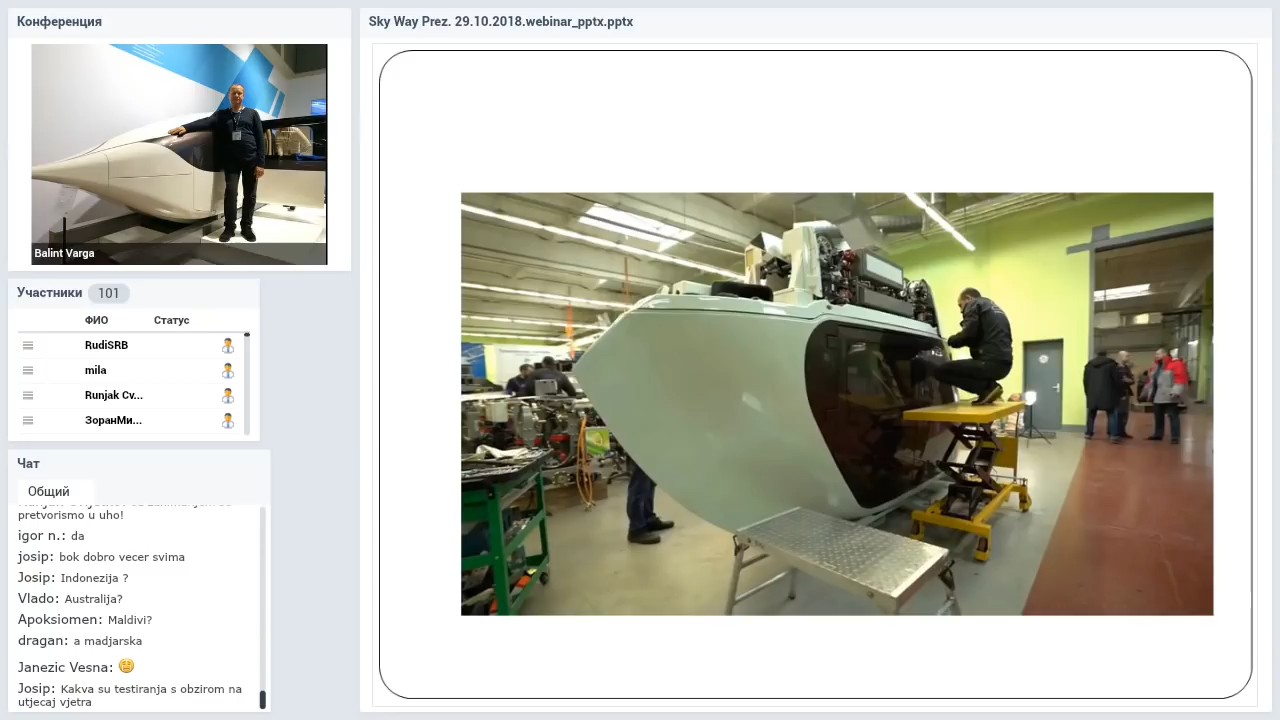 Конференция
Balint Varga
Участники 101
ФИО Статус
RudiSRB
mila
Runjak Cv...
ЗоранМи...
Чат
Общий
pretvorismo u uho!
igor n.: da
josip: bok dobro vecer svima
Josip: Indonezija ?
Vlado: Australija?
Apoksiomen: Maldivi?
dragan: a madjarska
Janezic Vesna:
Josip: Kakva su testiranja s obzirom na
utjecaj vjetra
Sky Way Prez. 29.10.2018.webinar_pptx.pptx